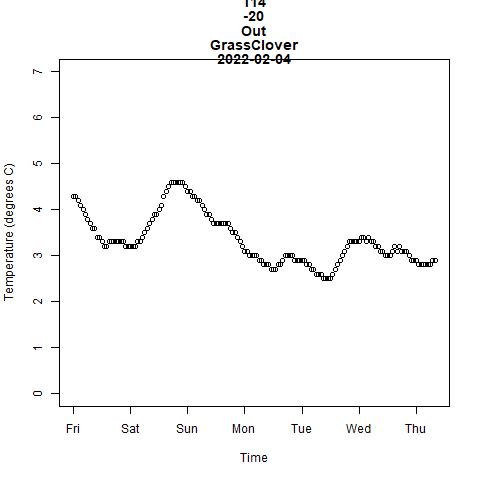 114
-20
Out
GrassClover
2022-02-04
Temperature (degrees C)
7
6
5
4
3
2
1
0
Fri
Sat
Sun
Mon
Tue
Wed
Thu
Time